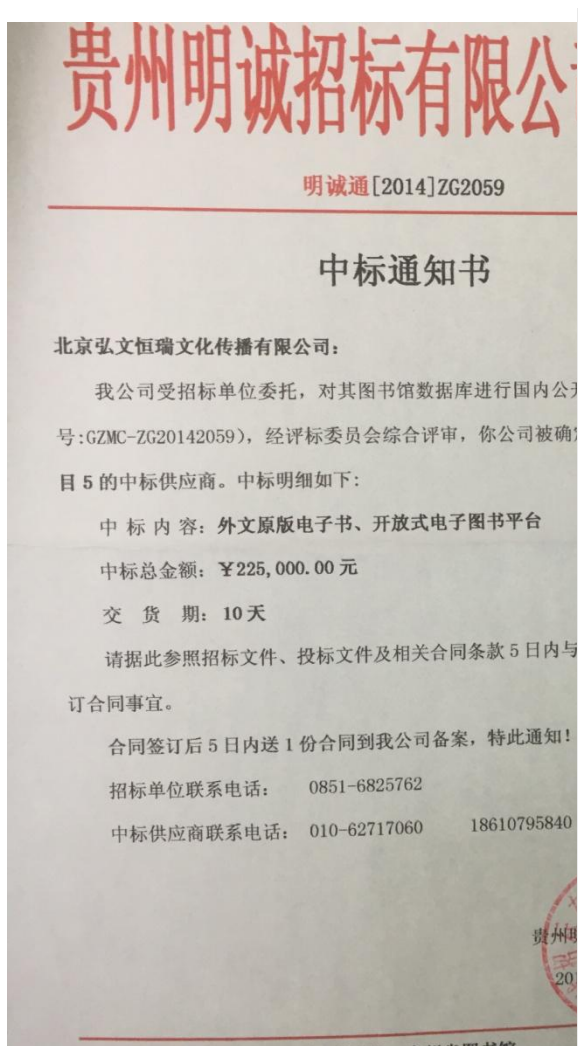 贵州明诚招标有限公
明诚通[2014]ZG2059
中标通知书
北京弘文恒瑞文化传播有限公司：
我公司受招标单位委托，对其图书馆数据库进行国内公
号:GZMC-ZG20142059），经评标委员会综合评审，你公司被确
目 5 的中标供应商。中标明细如下:
中 标 内 容：外文原版电子书、开放式电子图书平台
中标总金额：￥225,000.00 元
交 货 期：10 天
请据此参照招标文件、投标文件及相关合同条款 5 日内与
订合同事宜。
合同签订后 5 日内送 1 份合同到我公司备案，特此通知！
招标单位联系电话： 0851-6825762
中标供应商联系电话： 010-62717060 18610795840
贵州明
201